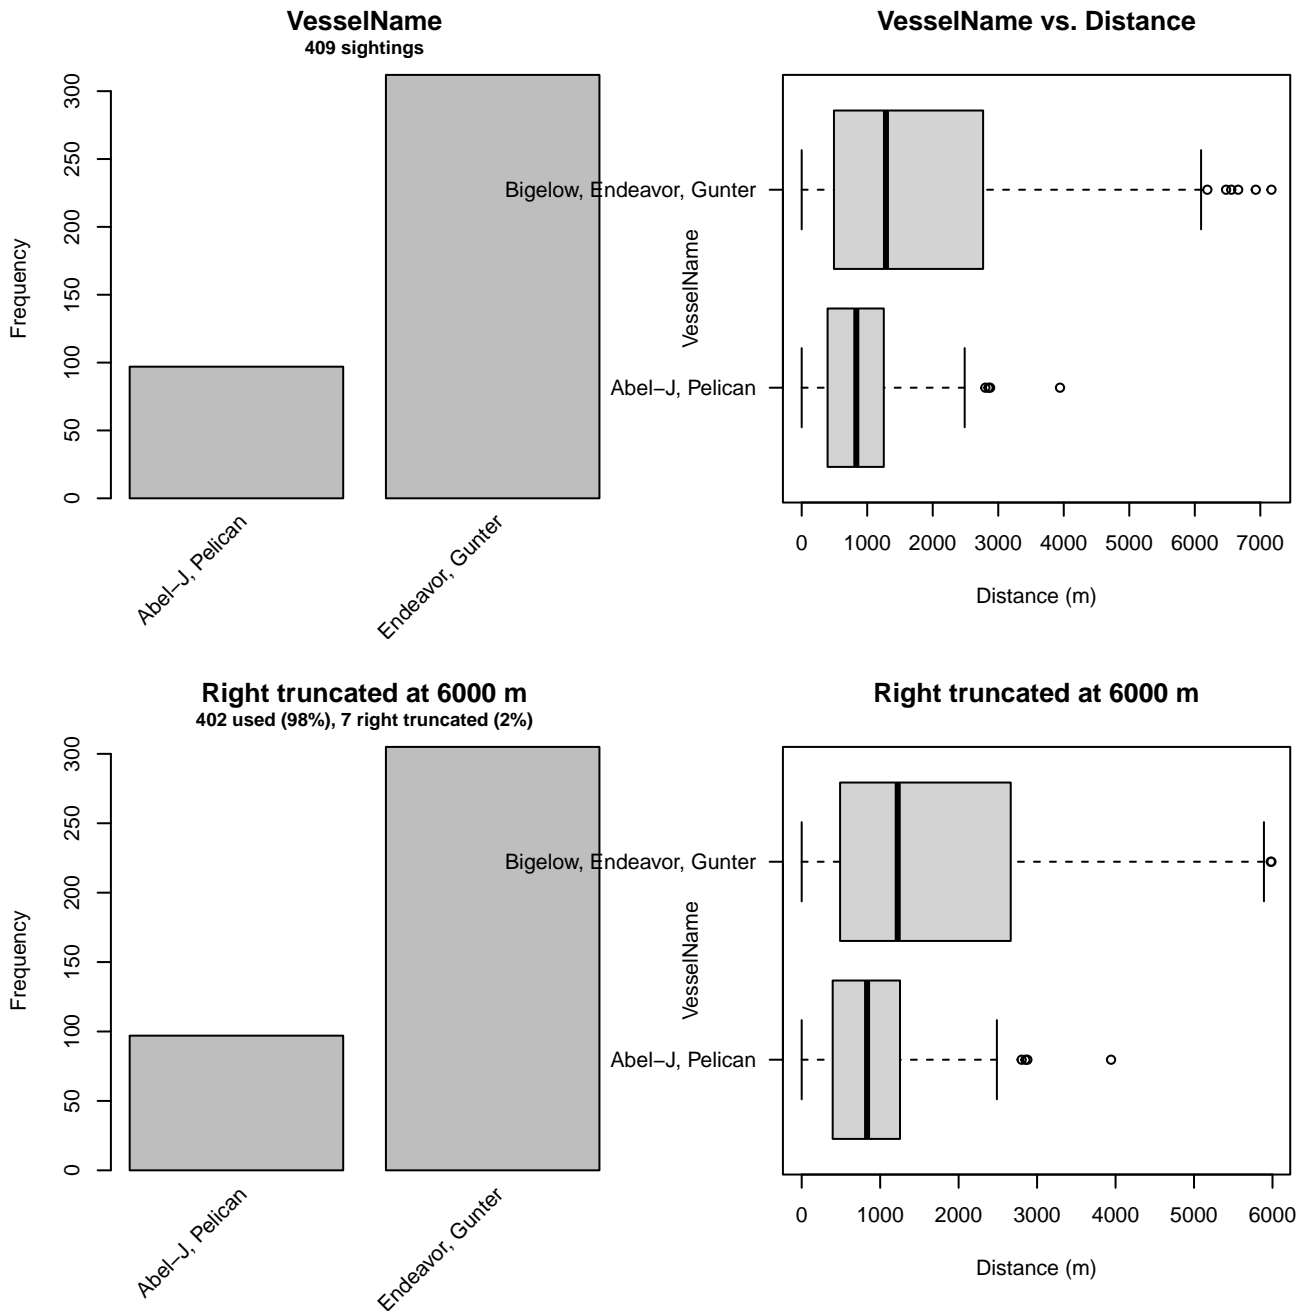 VesselName
409 sightings
Frequency
0
50
100
150
200
250
300
Abel−J, Pelican
Endeavor, Gunter
VesselName vs. Distance
VesselName
Bigelow, Endeavor, Gunter
Abel−J, Pelican
0 1000 2000 3000 4000 5000 6000 7000
Distance (m)
Right truncated at 6000 m
402 used (98%), 7 right truncated (2%)
Frequency
0
50
100
150
200
250
300
Abel−J, Pelican
Endeavor, Gunter
Right truncated at 6000 m
VesselName
Bigelow, Endeavor, Gunter
Abel−J, Pelican
0 1000 2000 3000 4000 5000 6000
Distance (m)